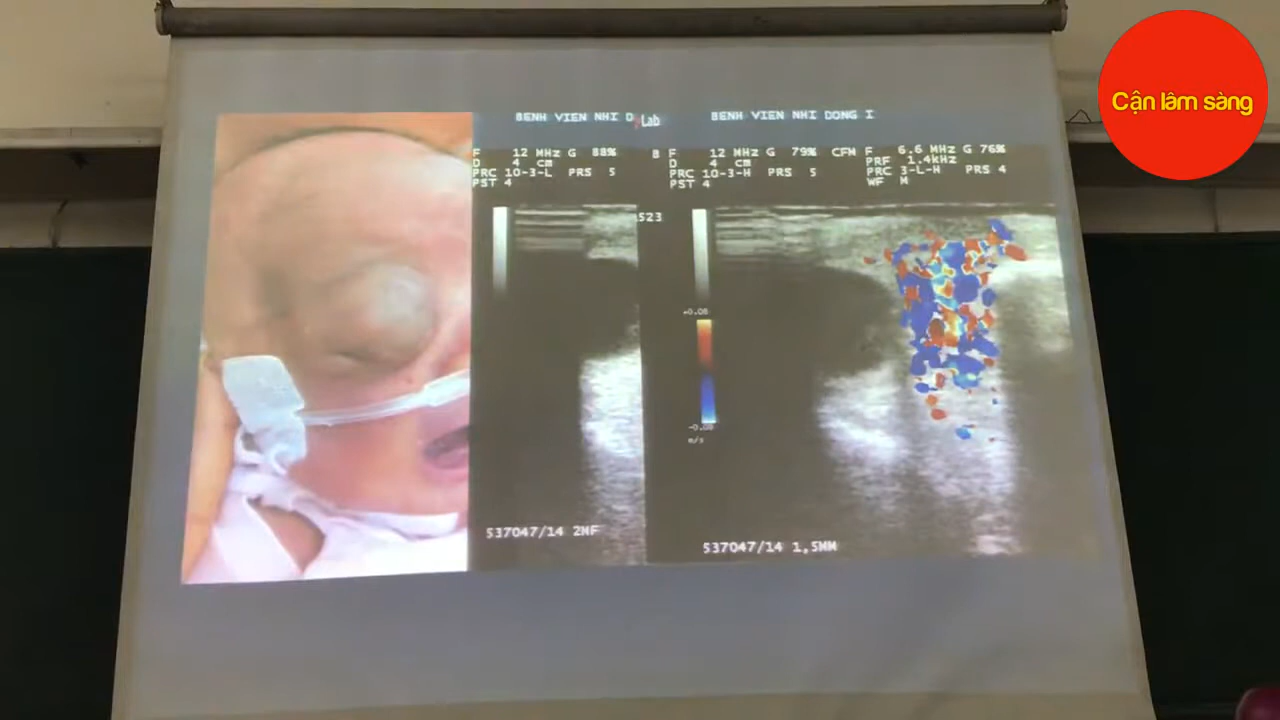 Cận lâm sàng
BENH VIEN NHI D
yLab
F 12 MHz G 88%
D 4 cm
PRC 10-3-L PRS 5
PST 4
B
523
537047/14 2MF
BENH VIEN NHI DONG I
F 12 MHz G 79% CFM
D 4 cm
PRC 10-3-H PRS 5
PST 4
F 6.6 MHz G 76%
PRF 1.4kHz
PRC 3-L-H PRS 4
WF M
+0.08
-0.08
m/s
537047/14 1,5MM